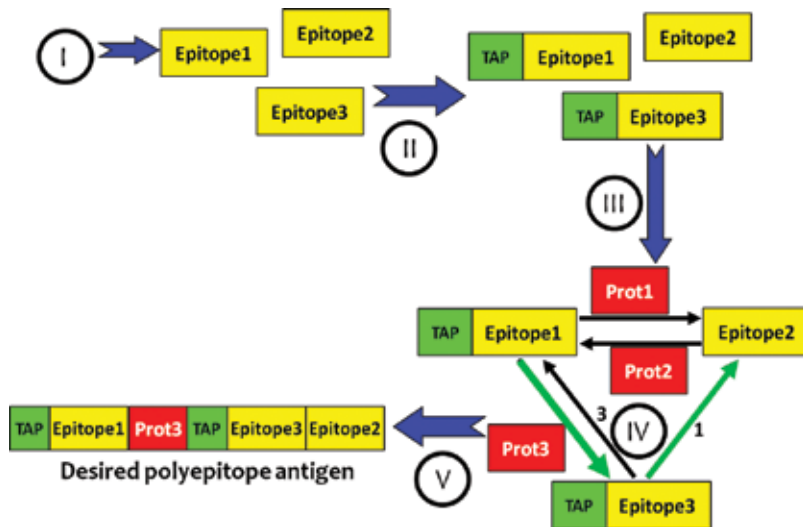 I
Epitope1
Epitope2
Epitope3
II
TAP Epitope1
Epitope2
TAP Epitope3
III
Prot1
TAP Epitope1
Epitope2
Prot2
3
IV
1
Prot3
TAP Epitope3
V
TAP Epitope1 Prot3 TAP Epitope3 Epitope2
Desired polyepitope antigen